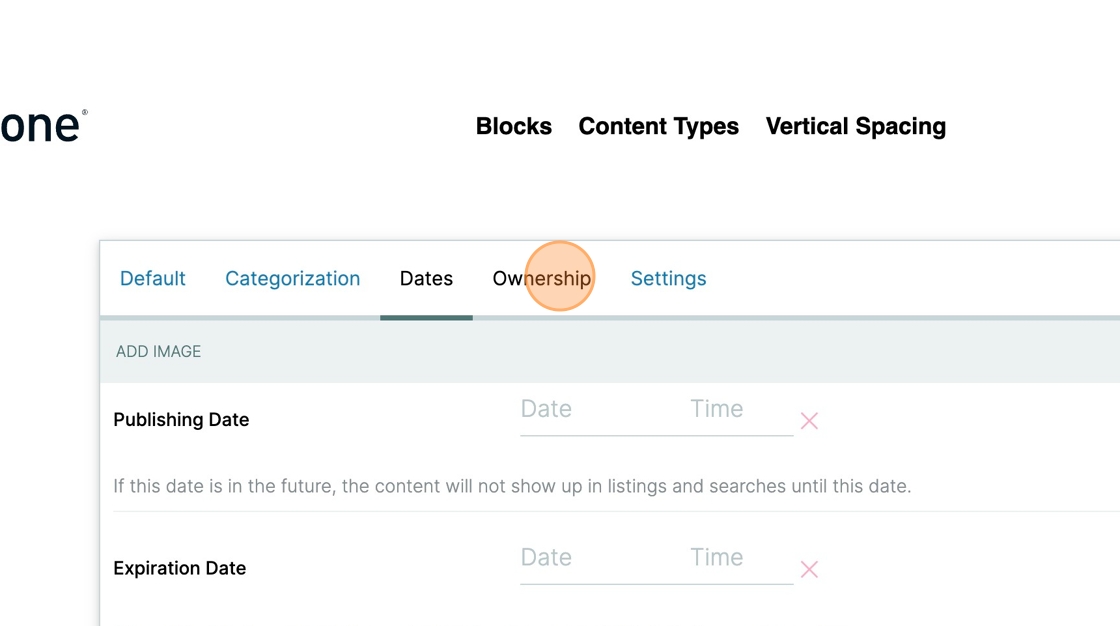 one®
Blocks Content Types Vertical Spacing
Default Categorization Dates Ownership Settings
ADD IMAGE
Publishing Date Date Time
If this date is in the future, the content will not show up in listings and searches until this date.
Expiration Date Date Time